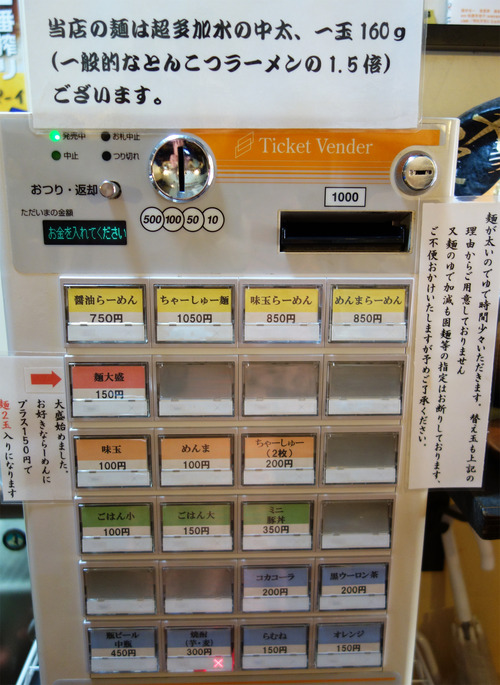 当店の麺は超多加水の中太、一玉160g
(一般的なとんこつラーメンの1.5倍)
ございます。
発売中
お札中止
中止
つり切れ
Ticket Vender
おつり・返却
1000
ただいまの金額
お金を入れてください
500 100 50 10
醤油らーめん
750円
ちゃーしゅー麺
1050円
味玉らーめん
850円
めんまらーめん
850円
麺が太いのでゆで時間少々いただきます。替え玉も上記の
理由からご用意しておりません
又麺のゆで加減も固麺等の指定はお断りしております、
ご不便おかけいたしますが予めご了承ください。
麺大盛
150円
大盛始めました。
お好きならーめんに
プラス150円で
麺2玉入りになります
味玉
100円
めんま
100円
ちゃーしゅー
(2枚)
200円
ごはん小
100円
ごはん大
150円
ミニ
豚丼
350円
コカコーラ
200円
黒ウーロン茶
200円
瓶ビール
中瓶
450円
焼酎
(芋・麦)
300円
らむね
150円
オレンジ
150円